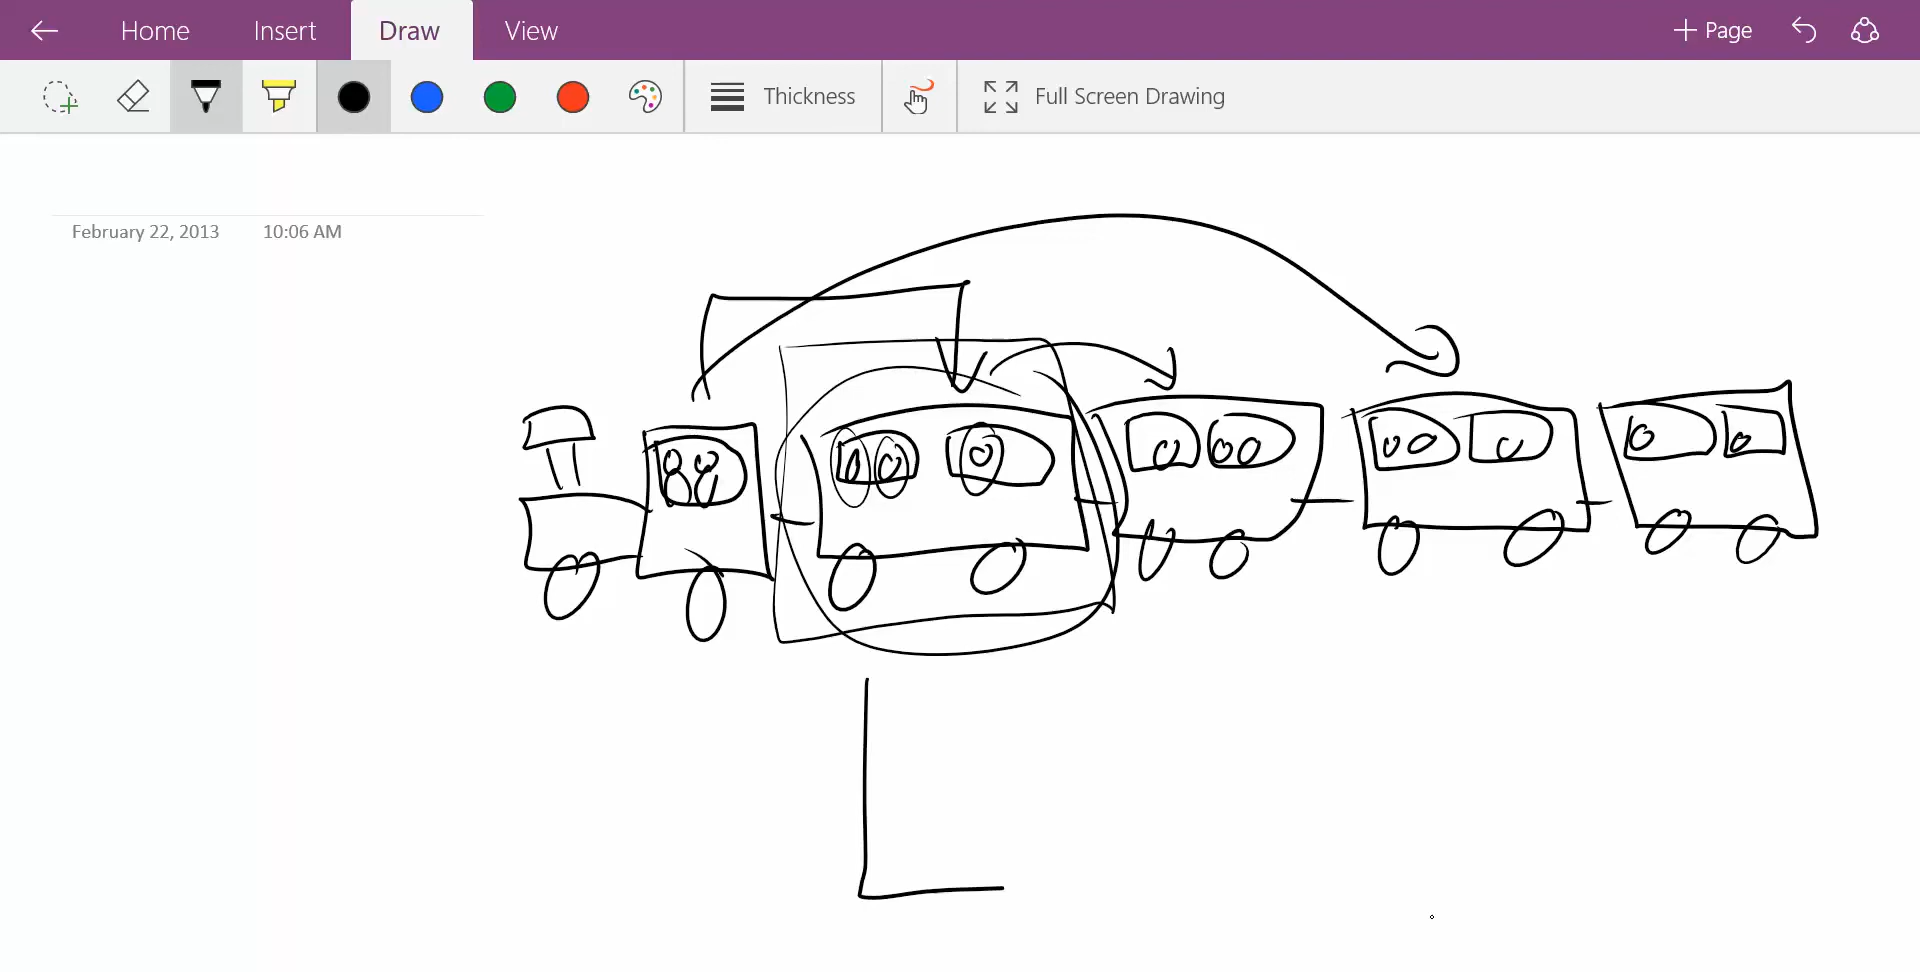 Home Insert Draw View + Page
Thickness Full Screen Drawing
February 22, 2013 10:06 AM